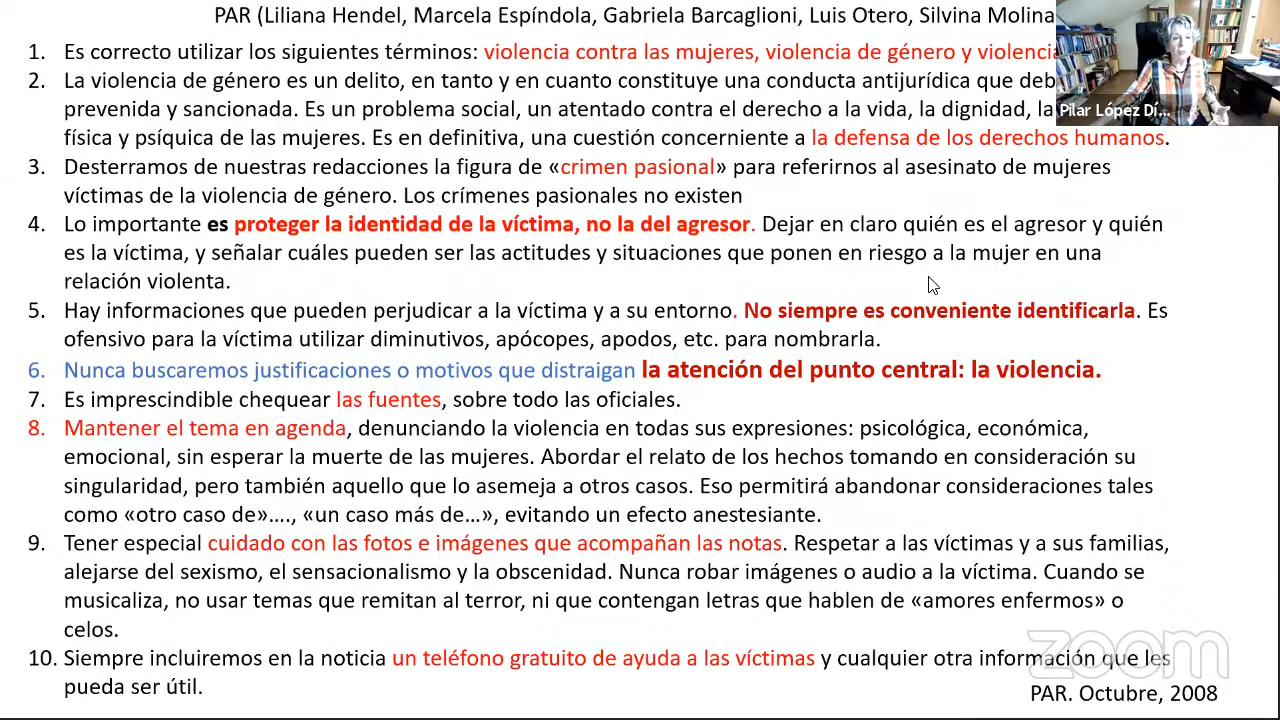 PAR (Liliana Hendel, Marcela Espíndola, Gabriela Barcaglioni, Luis Otero, Silvina Molina
1. Es correcto utilizar los siguientes términos: violencia contra las mujeres, violencia de género y violencia
2. La violencia de género es un delito, en tanto y en cuanto constituye una conducta antijurídica que deb
prevenida y sancionada. Es un problema social, un atentado contra el derecho a la vida, la dignidad, la
física y psíquica de las mujeres. Es en definitiva, una cuestión concerniente a la defensa de los derechos humanos.
Pilar López Dí...
3. Desterramos de nuestras redacciones la figura de «crimen pasional» para referirnos al asesinato de mujeres
víctimas de la violencia de género. Los crímenes pasionales no existen
4. Lo importante es proteger la identidad de la víctima, no la del agresor. Dejar en claro quién es el agresor y quién
es la víctima, y señalar cuáles pueden ser las actitudes y situaciones que ponen en riesgo a la mujer en una
relación violenta.
5. Hay informaciones que pueden perjudicar a la víctima y a su entorno. No siempre es conveniente identificarla. Es
ofensivo para la víctima utilizar diminutivos, apócopes, apodos, etc. para nombrarla.
6. Nunca buscaremos justificaciones o motivos que distraigan la atención del punto central: la violencia.
7. Es imprescindible chequear las fuentes, sobre todo las oficiales.
8. Mantener el tema en agenda, denunciando la violencia en todas sus expresiones: psicológica, económica,
emocional, sin esperar la muerte de las mujeres. Abordar el relato de los hechos tomando en consideración su
singularidad, pero también aquello que lo asemeja a otros casos. Eso permitirá abandonar consideraciones tales
como «otro caso de»...., «un caso más de...», evitando un efecto anestesiante.
9. Tener especial cuidado con las fotos e imágenes que acompañan las notas. Respetar a las víctimas y a sus familias,
alejarse del sexismo, el sensacionalismo y la obscenidad. Nunca robar imágenes o audio a la víctima. Cuando se
musicaliza, no usar temas que remitan al terror, ni que contengan letras que hablen de «amores enfermos» o
celos.
10. Siempre incluiremos en la noticia un teléfono gratuito de ayuda a las víctimas y cualquier otra información que les
pueda ser útil.
zoom
PAR. Octubre, 2008